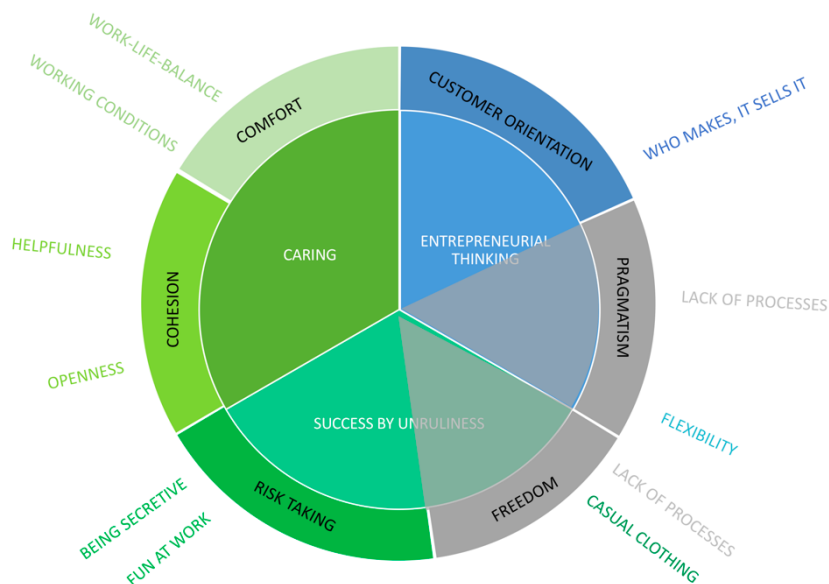 WORK-LIFE-BALANCE
WORKING CONDITIONS
COMFORT
CUSTOMER ORIENTATION
WHO MAKES, IT SELLS IT
HELPFULNESS
COHESION
CARING
ENTREPRENEURIAL
THINKING
PRAGMATISM
LACK OF PROCESSES
OPENNESS
SUCCESS BY UNRULINESS
FLEXIBILITY
BEING SECRETIVE
FUN AT WORK
RISK TAKING
FREEDOM
LACK OF PROCESSES
CASUAL CLOTHING